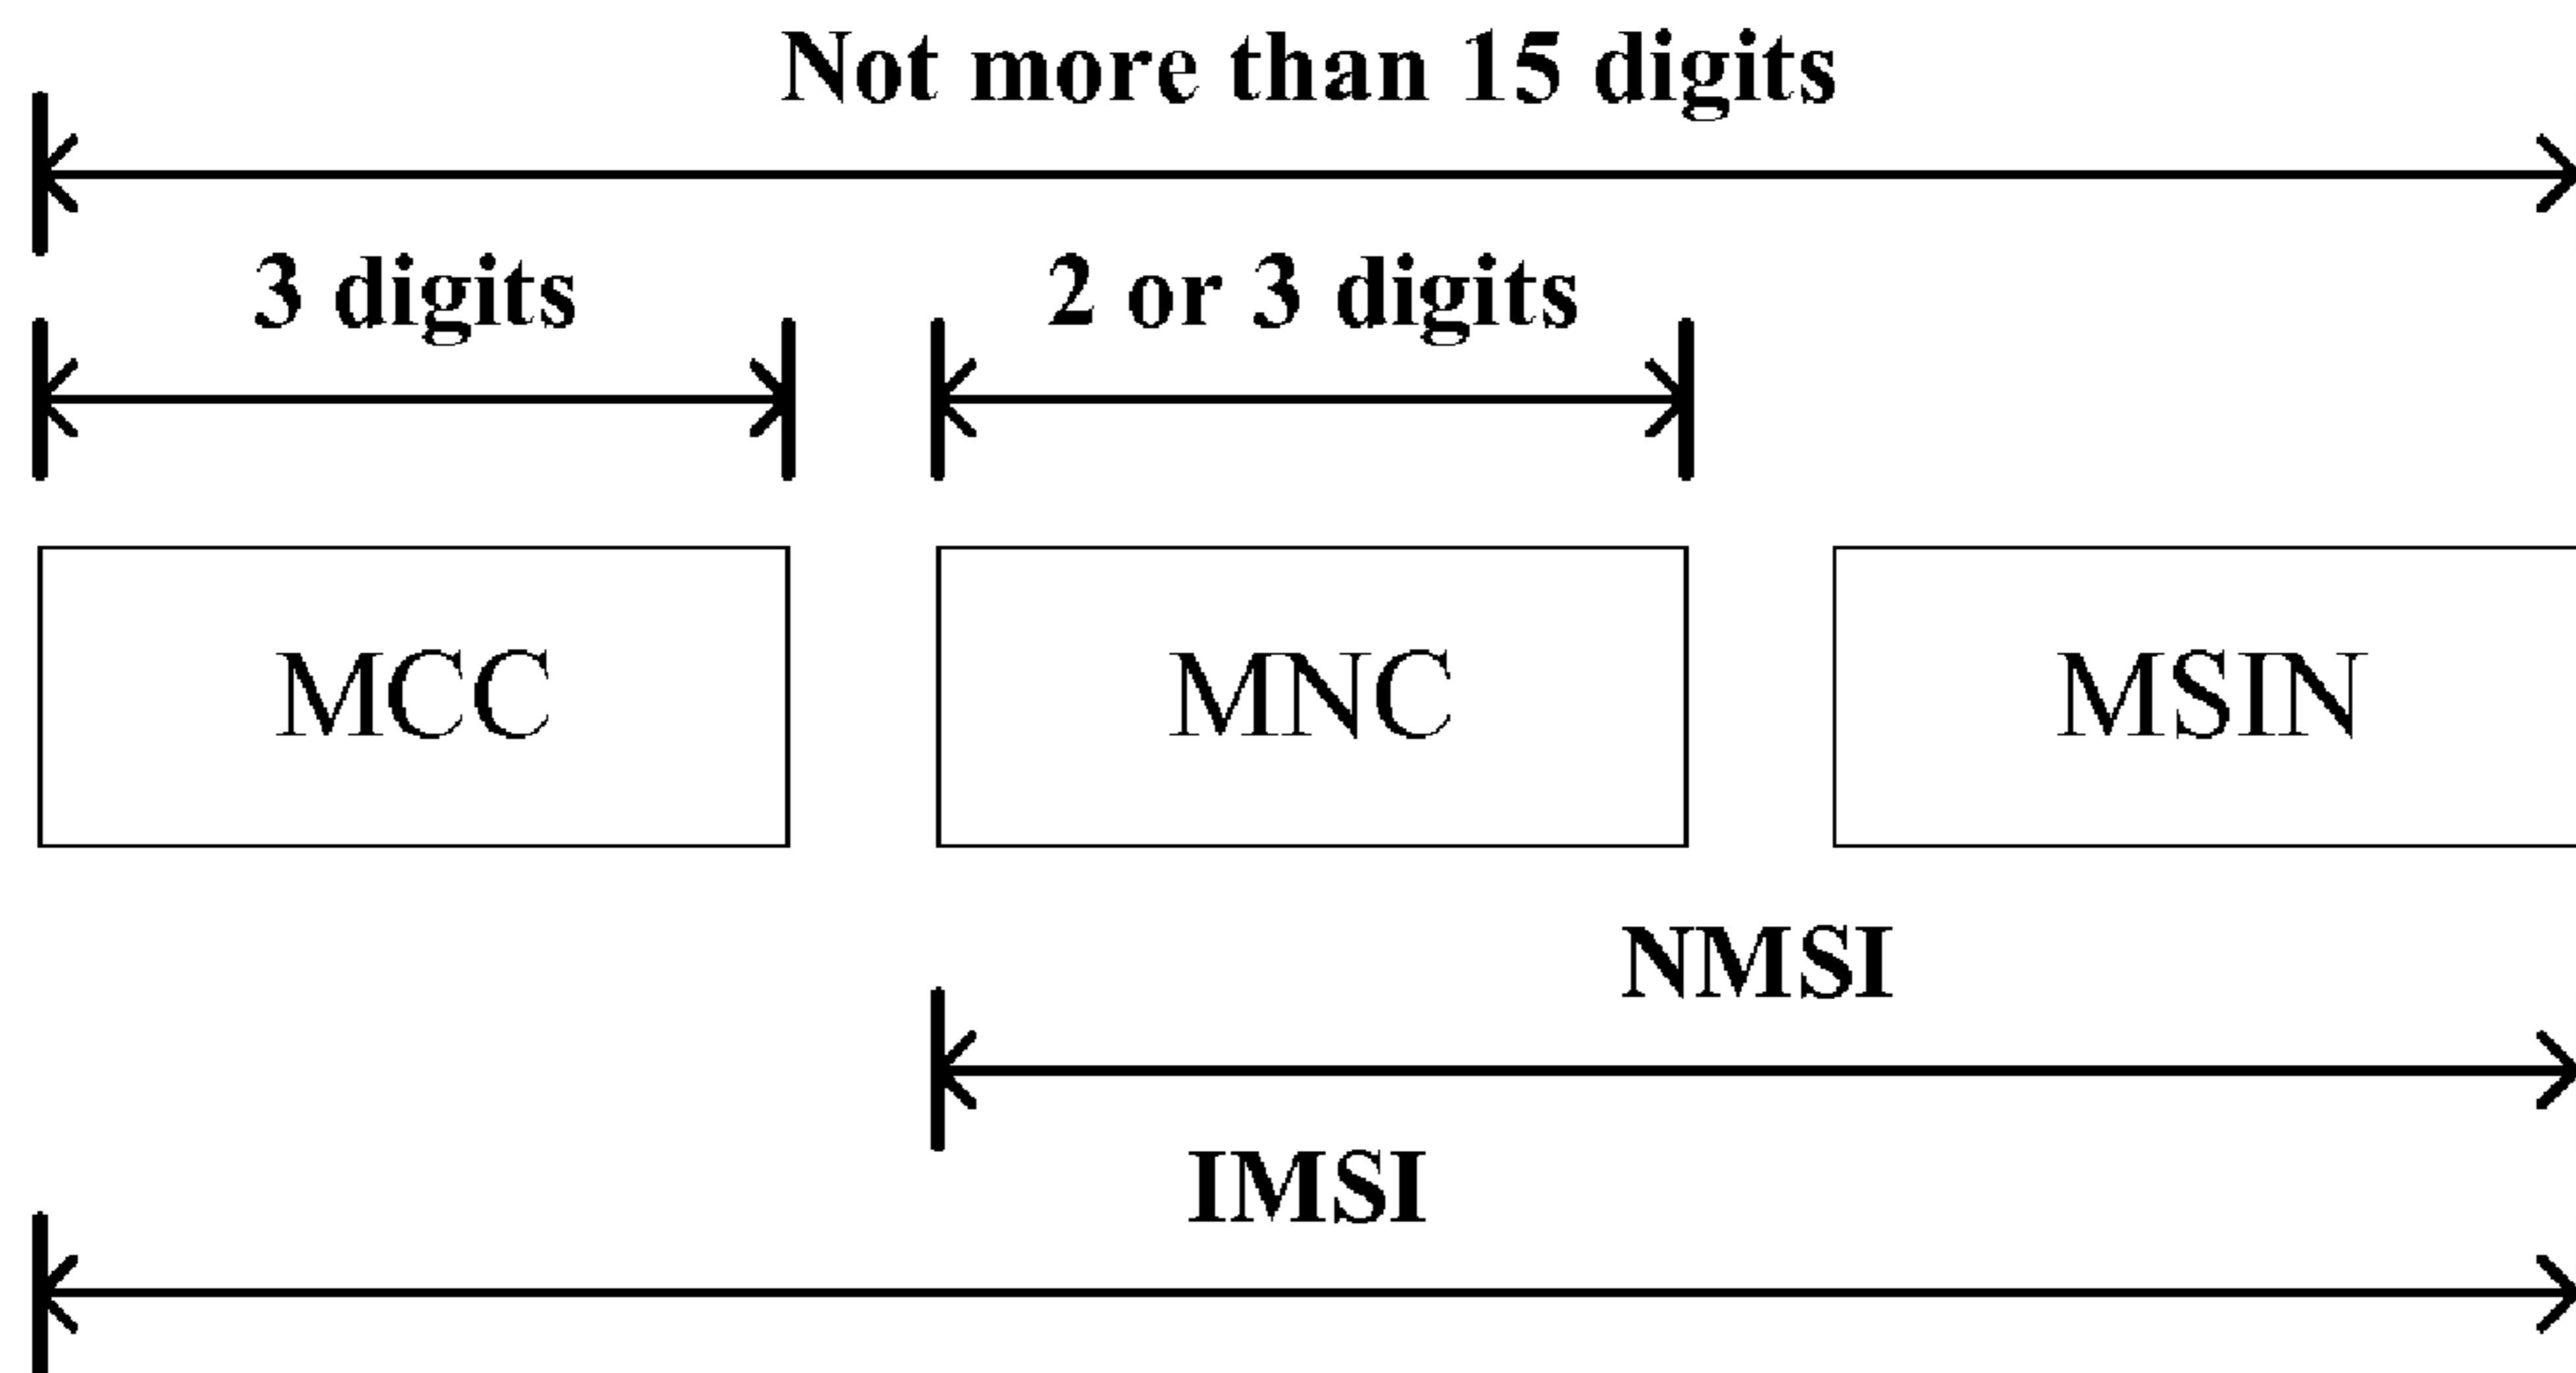 Not more than 15 digits
3 digits
2 or 3 digits
MCC
MNC
MSIN
NMSI
IMSI